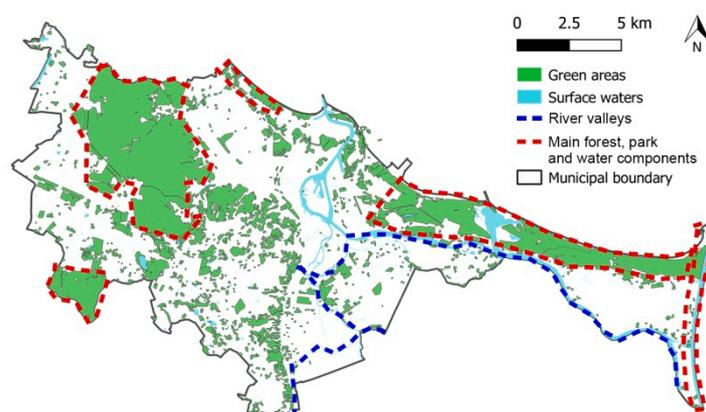 0 2.5 5 km
N
Green areas
Surface waters
River valleys
Main forest, park
and water components
Municipal boundary